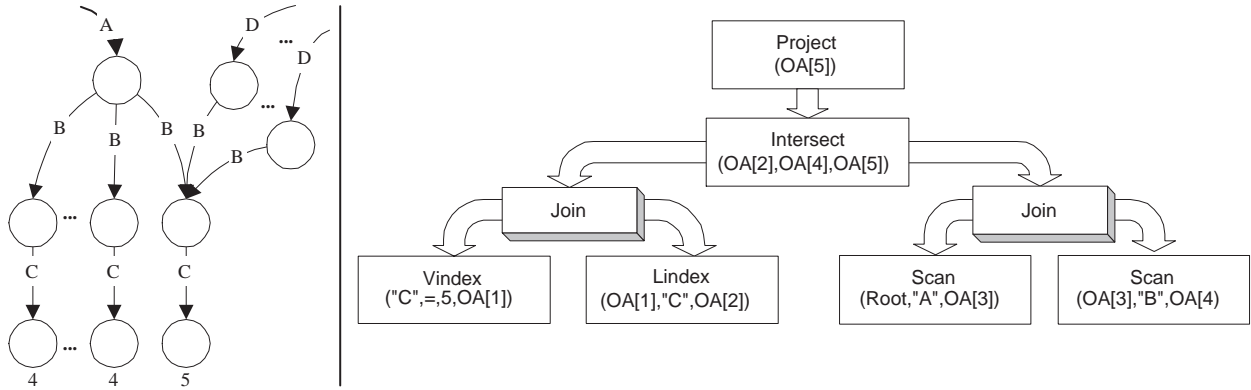 A
D
...
D
...
B
B
B
B
B
...
C
C
C
...
4
4
5
Project
(OA[5])
Intersect
(OA[2],OA[4],OA[5])
Join
Join
Vindex
("C",=,5,OA[1])
Lindex
(OA[1],"C",OA[2])
Scan
(Root,"A",OA[3])
Scan
(OA[3],"B",OA[4)